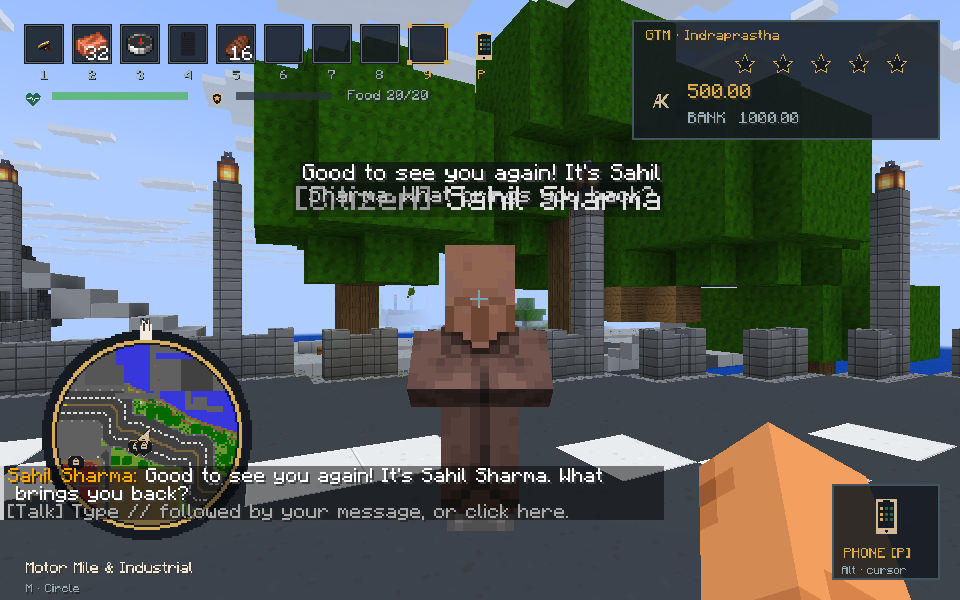 32
16
1 2 3 4 5 6 7 8 9 P
Food 20/20
GTM · Indraprastha
500.00
BANK 1000.00
Good to see you again! It's Sahil
[Citizen] Sahil Sharma
N
Sahil Sharma: Good to see you again! It's Sahil Sharma. What
brings you back?
[Talk] Type // followed by your message, or click here.
Motor Mile & Industrial
M · Circle
PHONE [P]
Alt · cursor